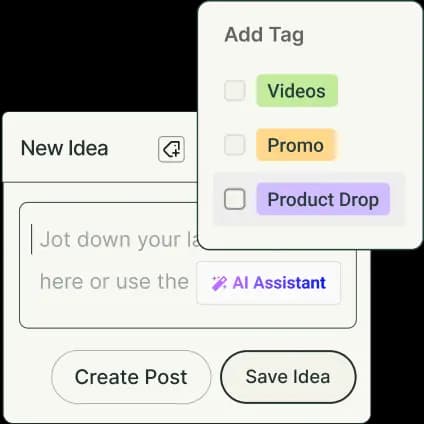 Add Tag
Videos
Promo
Product Drop
New Idea
Jot down your
here or use the AI Assistant
Create Post
Save Idea